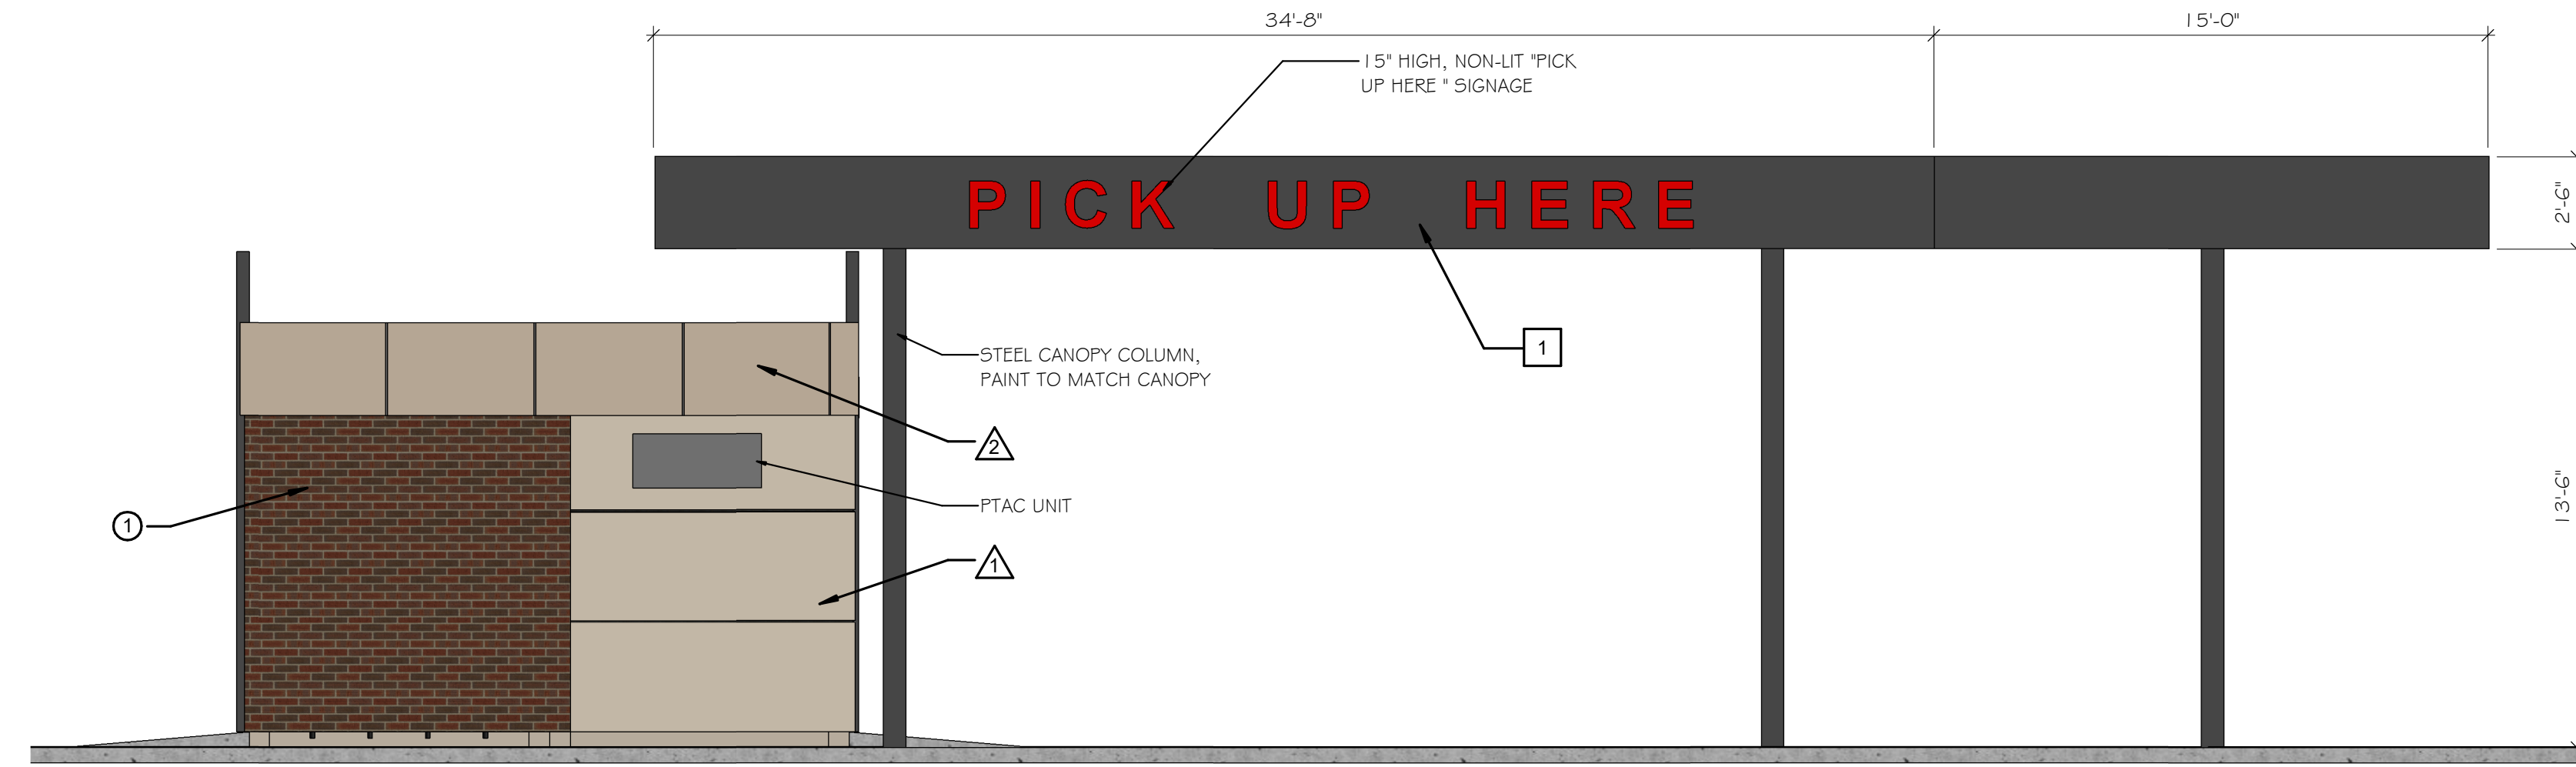 34'-8"
15'-0"
15" HIGH, NON-LIT "PICK
UP HERE " SIGNAGE
PICK UP HERE
2'-6"
1
STEEL CANOPY COLUMN,
PAINT TO MATCH CANOPY
2
PTAC UNIT
13'-6"
1
1